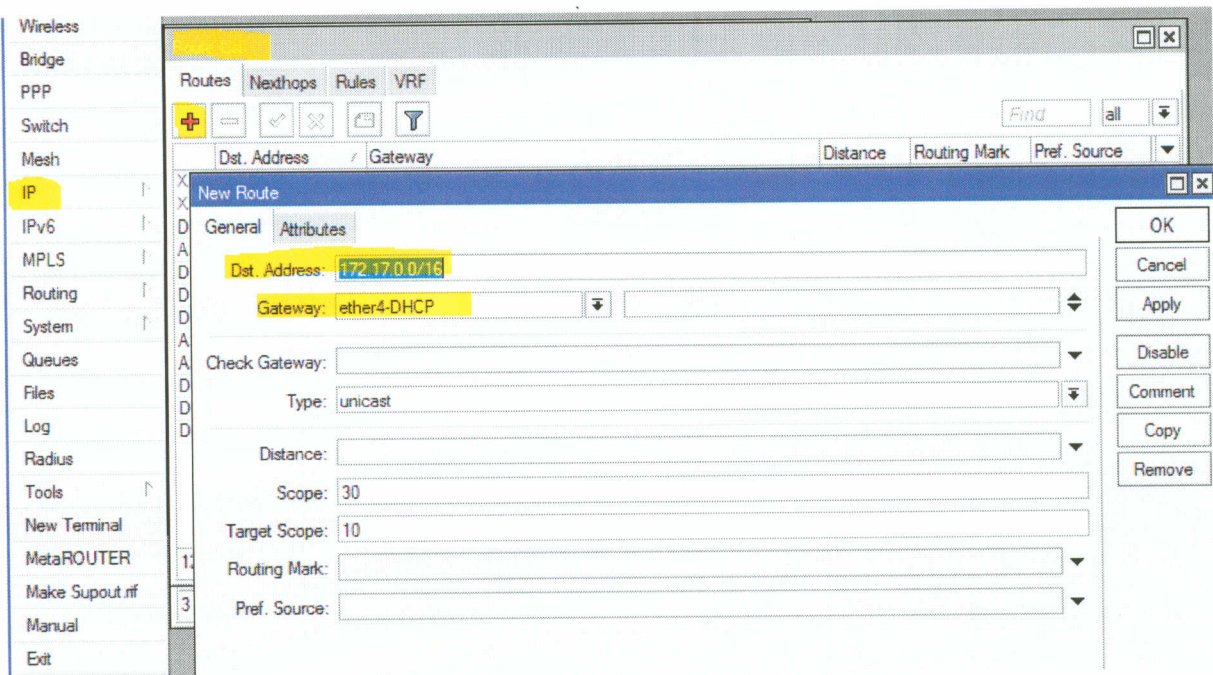 Wireless
Bridge
PPP
Switch
Mesh
IP
IPv6
MPLS
Routing
System
Queues
Files
Log
Radius
Tools
New Terminal
MetaROUTER
Make Supout.rif
Manual
Exit
Routes Nexthops Rules VRF
Find all
Dst. Address Gateway Distance Routing Mark Pref. Source
X
X
D
A
D
D
D
A
A
D
D
D
3
New Route
General Attributes
Dst. Address: 172.17.0.0/16
Gateway: ether4-DHCP
Check Gateway:
Type: unicast
Distance:
Scope: 30
Target Scope: 10
Routing Mark:
Pref. Source:
OK
Cancel
Apply
Disable
Comment
Copy
Remove